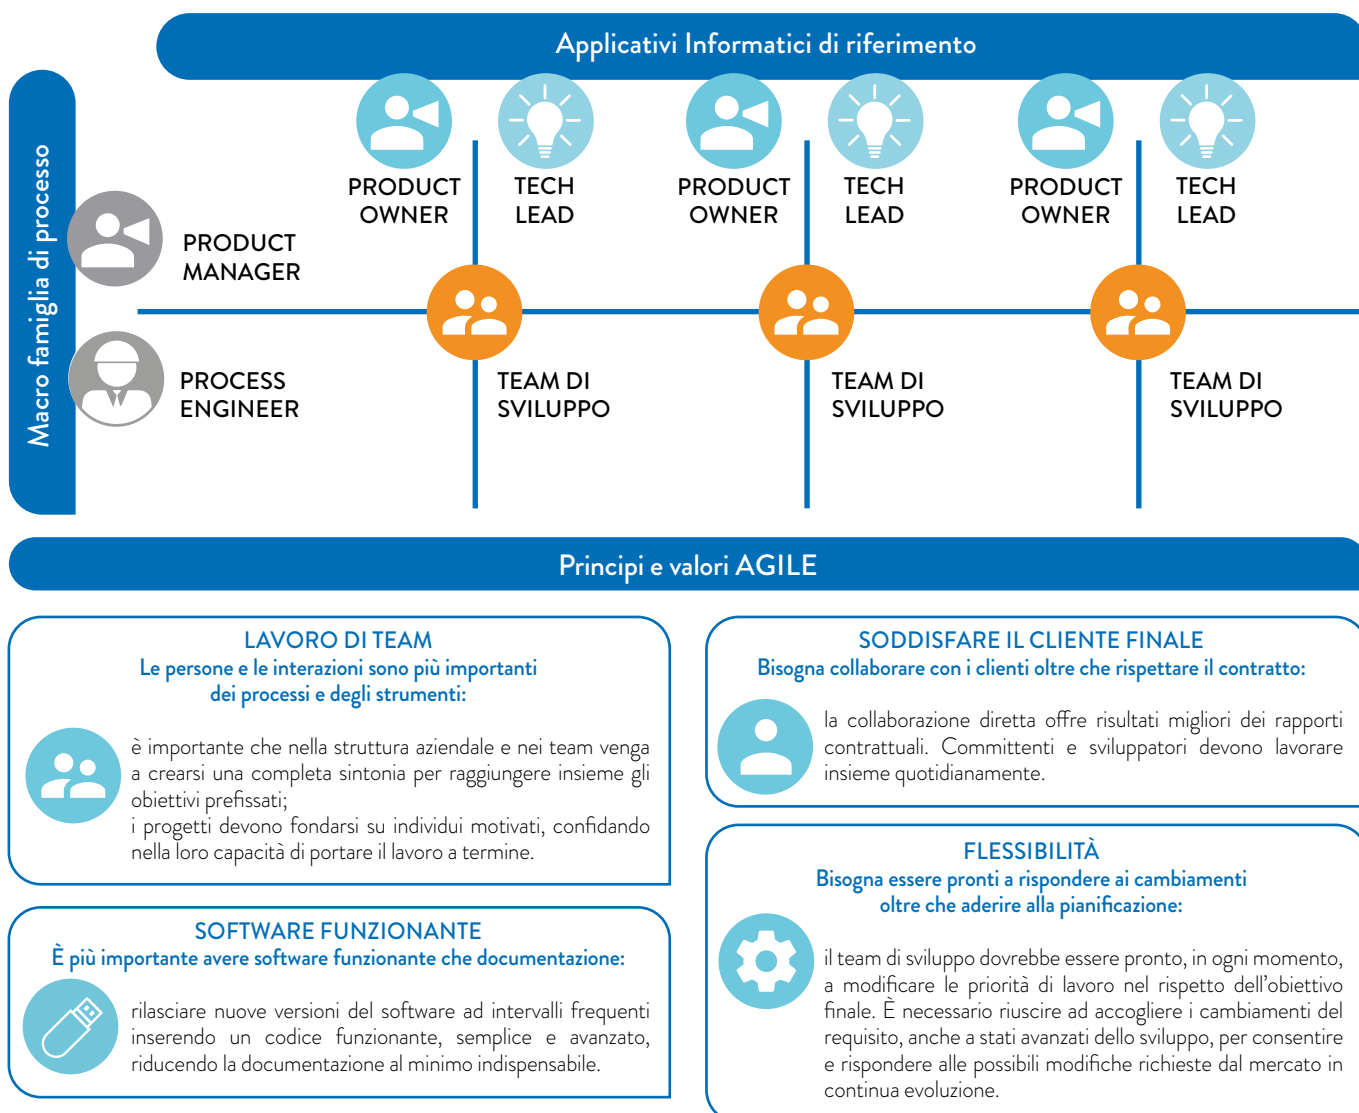 Applicativi Informatici di riferimento
Macro famiglia di processo
PRODUCT
OWNER
TECH
LEAD
PRODUCT
OWNER
TECH
LEAD
PRODUCT
OWNER
TECH
LEAD
PRODUCT
MANAGER
PROCESS
ENGINEER
TEAM DI
SVILUPPO
TEAM DI
SVILUPPO
TEAM DI
SVILUPPO
Principi e valori AGILE
LAVORO DI TEAM
Le persone e le interazioni sono più importanti
dei processi e degli strumenti:
è importante che nella struttura aziendale e nei team venga
a crearsi una completa sintonia per raggiungere insieme gli
obiettivi prefissati;
i progetti devono fondarsi su individui motivati, confidando
nella loro capacità di portare il lavoro a termine.
SOFTWARE FUNZIONANTE
È più importante avere software funzionante che documentazione:
rilasciare nuove versioni del software ad intervalli frequenti
inserendo un codice funzionante, semplice e avanzato,
riducendo la documentazione al minimo indispensabile.
SODDISFARE IL CLIENTE FINALE
Bisogna collaborare con i clienti oltre che rispettare il contratto:
la collaborazione diretta offre risultati migliori dei rapporti
contrattuali. Committenti e sviluppatori devono lavorare
insieme quotidianamente.
FLESSIBILITÀ
Bisogna essere pronti a rispondere ai cambiamenti
oltre che aderire alla pianificazione:
il team di sviluppo dovrebbe essere pronto, in ogni momento,
a modificare le priorità di lavoro nel rispetto dell'obiettivo
finale. È necessario riuscire ad accogliere i cambiamenti del
requisito, anche a stati avanzati dello sviluppo, per consentire
e rispondere alle possibili modifiche richieste dal mercato in
continua evoluzione.